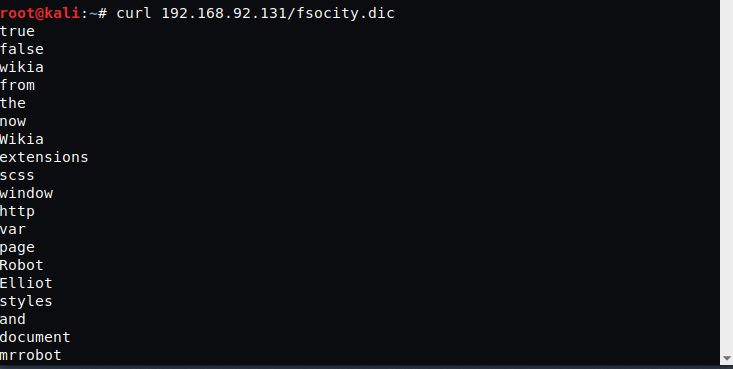 root@kali:~# curl 192.168.92.131/fsocity.dic
true
false
wikia
from
the
now
Wikia
extensions
scss
window
http
var
page
Robot
Elliot
styles
and
document
mrrobot